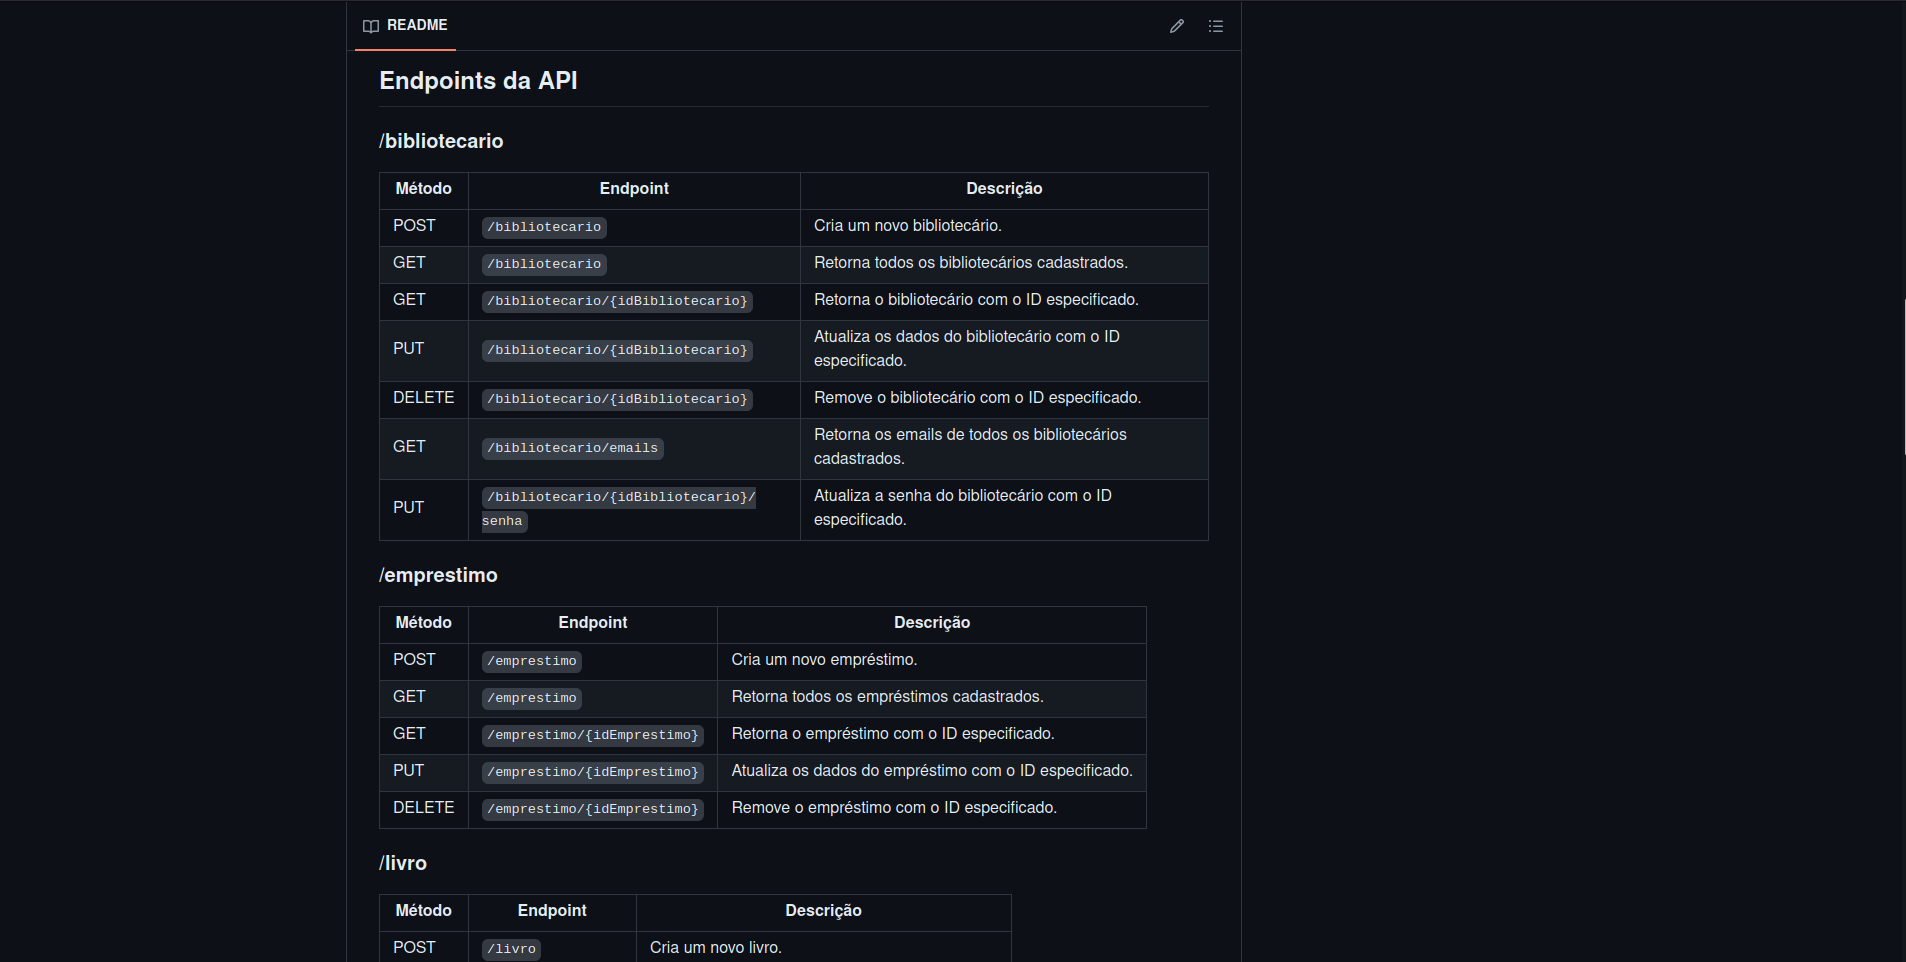 README
Endpoints da API
/bibliotecario
Método Endpoint Descrição
POST /bibliotecario Cria um novo bibliotecário.
GET /bibliotecario Retorna todos os bibliotecários cadastrados.
GET /bibliotecario/{idBibliotecario} Retorna o bibliotecário com o ID especificado.
PUT /bibliotecario/{idBibliotecario} Atualiza os dados do bibliotecário com o ID
especificado.
DELETE /bibliotecario/{idBibliotecario} Remove o bibliotecário com o ID especificado.
GET /bibliotecario/emails Retorna os emails de todos os bibliotecários
cadastrados.
PUT /bibliotecario/{idBibliotecario}/ Atualiza a senha do bibliotecário com o ID
senha especificado.
/emprestimo
Método Endpoint Descrição
POST /emprestimo Cria um novo empréstimo.
GET /emprestimo Retorna todos os empréstimos cadastrados.
GET /emprestimo/{idEmprestimo} Retorna o empréstimo com o ID especificado.
PUT /emprestimo/{idEmprestimo} Atualiza os dados do empréstimo com o ID especificado.
DELETE /emprestimo/{idEmprestimo} Remove o empréstimo com o ID especificado.
/livro
Método Endpoint Descrição
POST /livro Cria um novo livro.